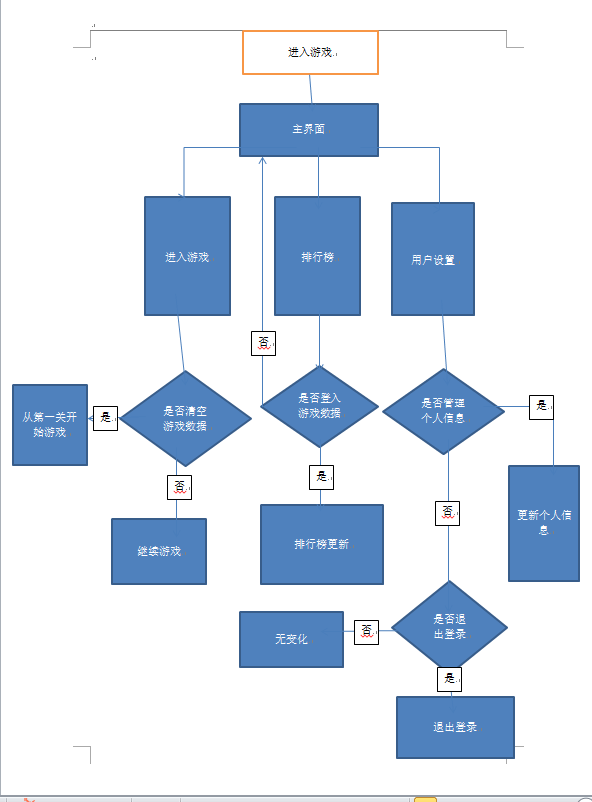 进入游戏
主界面
进入游戏
排行榜
用户设置
否
是否清空
游戏数据
是否登入
游戏数据
是否管理
个人信息
是
从第一关开
始游戏
是
否
是
否
更新个人信
息
继续游戏
排行榜更新
是否退
出登录
否
无变化
是
退出登录